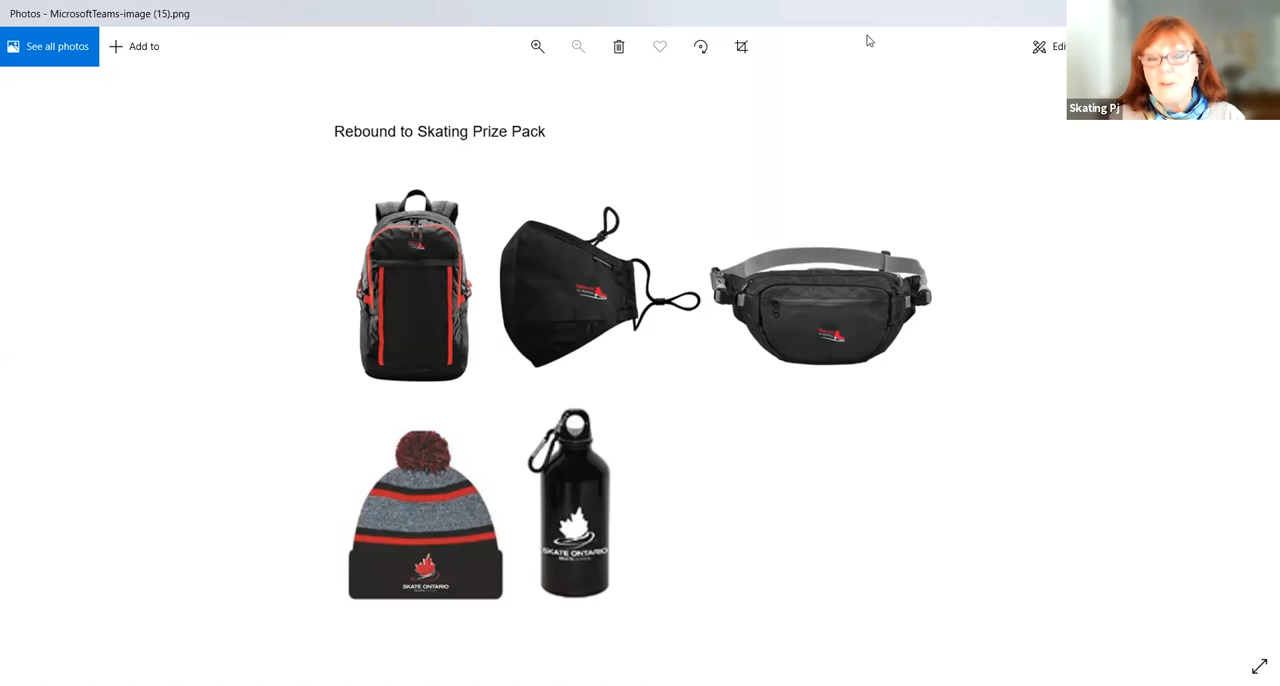 Photos - MicrosoftTeams-image (15).png
See all photos
Add to
Edi
Skating Pj
Rebound to Skating Prize Pack
SKATE ONTARIO
SKATE ONTARIO